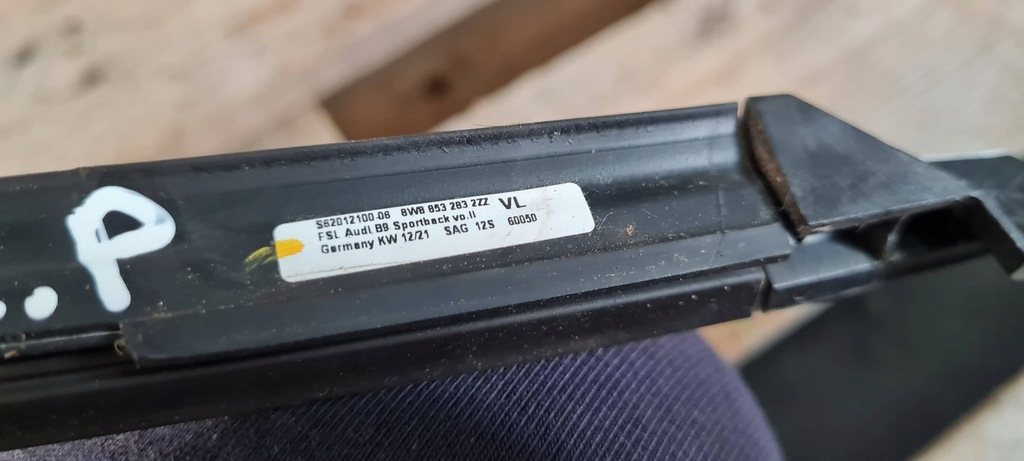 S62012100-06 8W8 853 283 2ZZ VL
FSL Audi B9 Sportback vo.li
Germany KW 12/21 SAG 12S 60050
..P